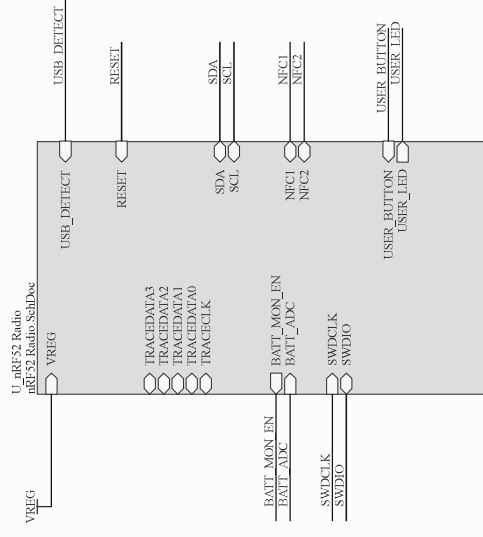 U_nRF52 Radio
nRF52 Radio.SchDoc
VREG
VREG
USB_DETECT
USB_DETECT
RESET
RESET
TRACEDATA3
TRACEDATA2
TRACEDATA1
TRACEDATA0
TRACECLK
SDA
SCL
SDA
SCL
BATT_MON_EN
BATT_ADC
BATT_MON_EN
BATT_ADC
NFC1
NFC2
NFC1
NFC2
SWDCLK
SWDIO
SWDCLK
SWDIO
USER_BUTTON
USER_LED
USER_BUTTON
USER_LED